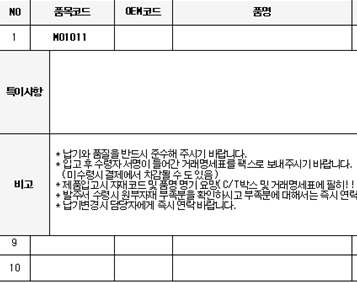 NO 품목코드 OEM코드 품명
1 M01011
특이사항
* 납기와 품질을 반드시 준수해 주시기 바랍니다.
* 입고 후 수령자 서명이 들어간 거래명세표를 팩스로 보내주시기 바랍니다.
(미수령시 결제에서 차감될 수 도 있음)
비고
* 제품입고시 자재코드 및 품명 명기 요망(C/T박스 및 거래명세표에 필히!!
* 발주서 수령시 원부자재 부족분을 확인하시고 부족분에 대해서는 즉시 연락
* 납기변경시 담당자에게 즉시 연락 바랍니다.
9
10